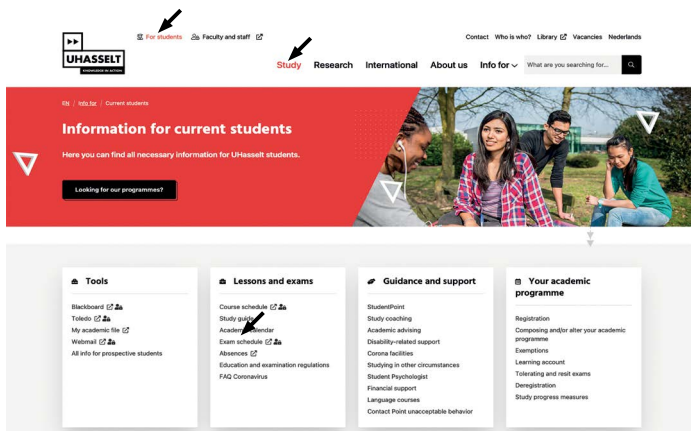 For students Faculty and staff
Contact Who is who? Library Vacancies Nederlands
UHASSELT
KNOWLEDGE IN ACTION
Study Research International About us Info for What are you searching for...
EN / Info for / Current students
Information for current students
Here you can find all necessary information for UHasselt students.
Looking for our programmes?
Tools
Blackboard
Toledo
My academic file
Webmail
All info for prospective students
Lessons and exams
Course schedule
Study guide
Academic calendar
Exam schedule
Absences
Education and examination regulations
FAQ Coronavirus
Guidance and support
StudentPoint
Study coaching
Academic advising
Disability-related support
Corona facilities
Studying in other circumstances
Student Psychologist
Financial support
Language courses
Contact Point unacceptable behavior
Your academic
programme
Registration
Composing and/or alter your academic
programme
Exemptions
Learning account
Tolerating and resit exams
Deregistration
Study progress measures